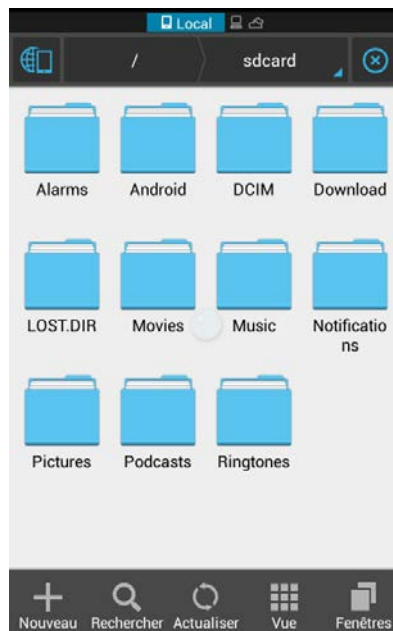 Local
/ sdcard
Alarms Android DCIM Download
LOST.DIR Movies Music Notificatio
ns
Pictures Podcasts Ringtones
Nouveau Rechercher Actualiser Vue Fenêtres